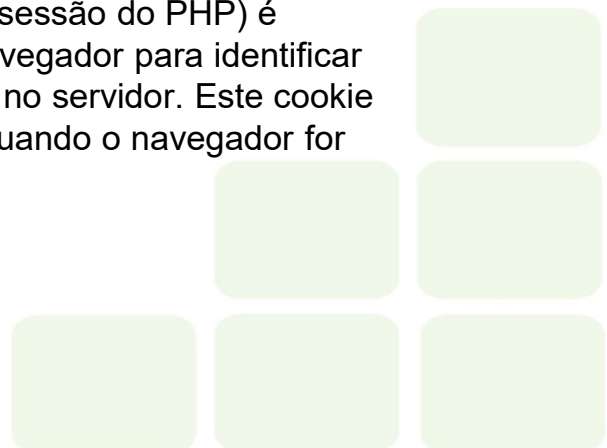 sessão do PHP) é
vegador para identificar
no servidor. Este cookie
uando o navegador for